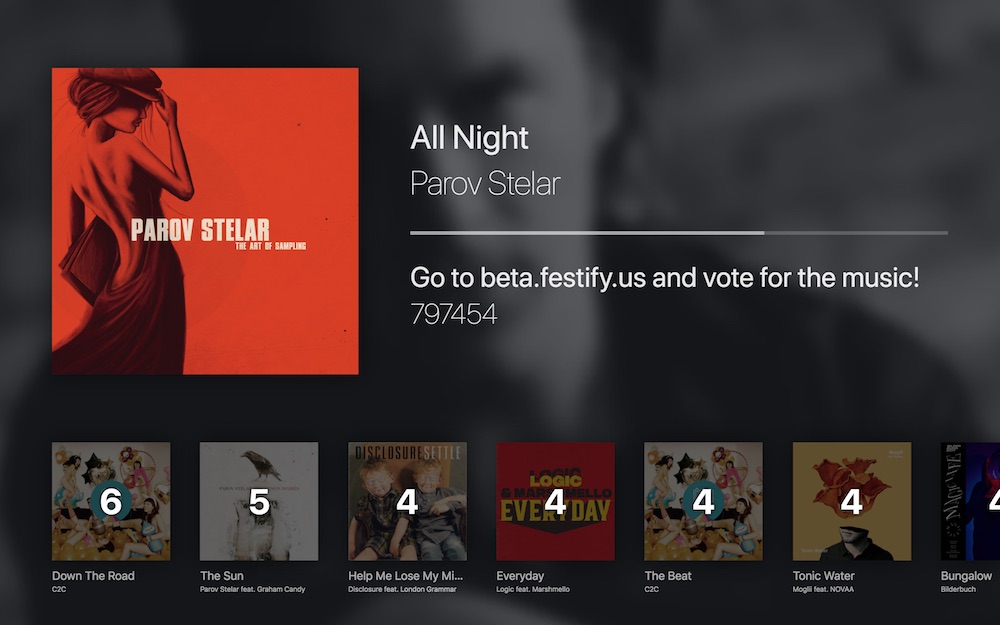 PAROV STELAR
THE ART OF SAMPLING
All Night
Parov Stelar
Go to beta.festify.us and vote for the music!
797454
6
5
DISCLOSURE SETTLE
4
LOGIC
& MARSHMELLO
EVERYDAY
4
4
4
MAGIC LIFE
4
Down The Road
C2C
The Sun
Parov Stelar feat. Graham Candy
Help Me Lose My Mi...
Disclosure feat. London Grammar
Everyday
Logic feat. Marshmello
The Beat
C2C
Tonic Water
Moglii feat. NOVAA
Bungalow
Bilderbuch